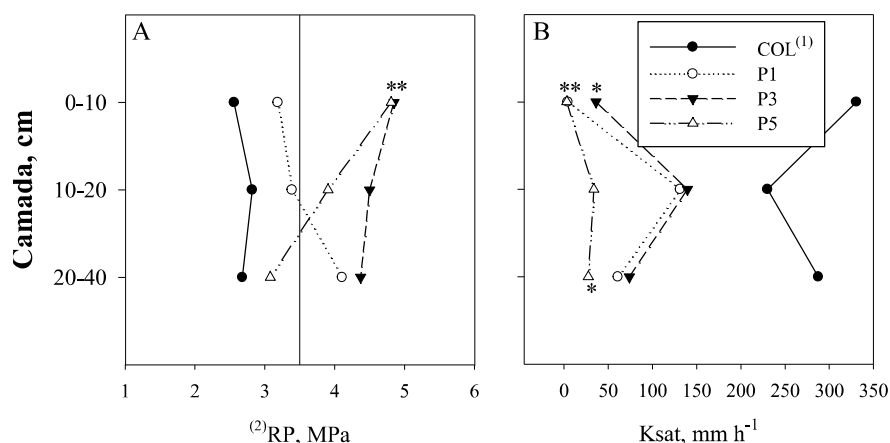 A
B
COL(1)
P1
P3
P5
**
** *
*
Camada, cm
0-10
10-20
20-40
1 2 3 4 5 6
0 50 100 150 200 250 300 350
(2)RP, MPa
Ksat, mm h-1